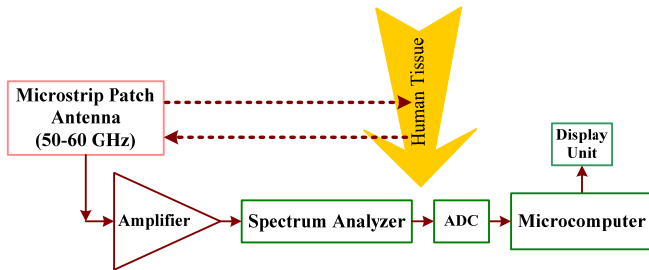 Microstrip Patch
Antenna
(50-60 GHz)
Human Tissue
Display
Unit
Amplifier
Spectrum Analyzer
ADC
Microcomputer